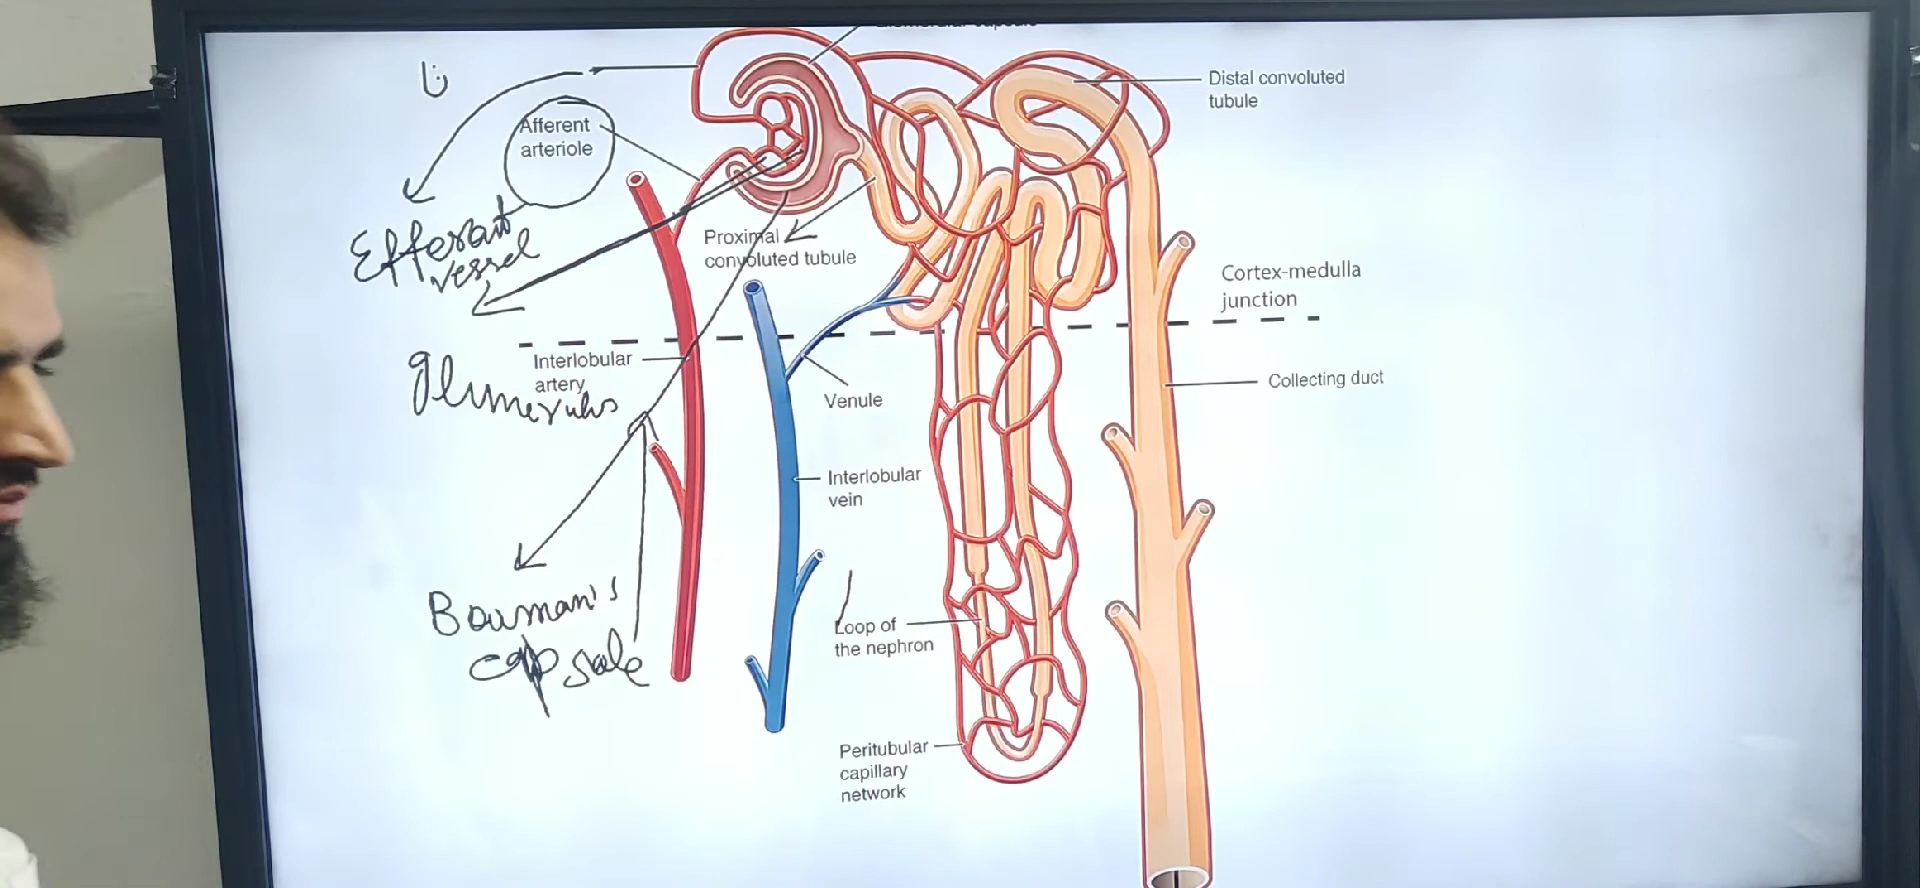 Distal convoluted
tubule
Afferent
arteriole
Efferant
vessel
Proximal
convoluted tubule
Cortex-medulla
junction
Interlobular
artery
glumerulus
Venule
Collecting duct
Interlobular
vein
Bowman's
capsule
Loop of
the nephron
Peritubular
capillary
network